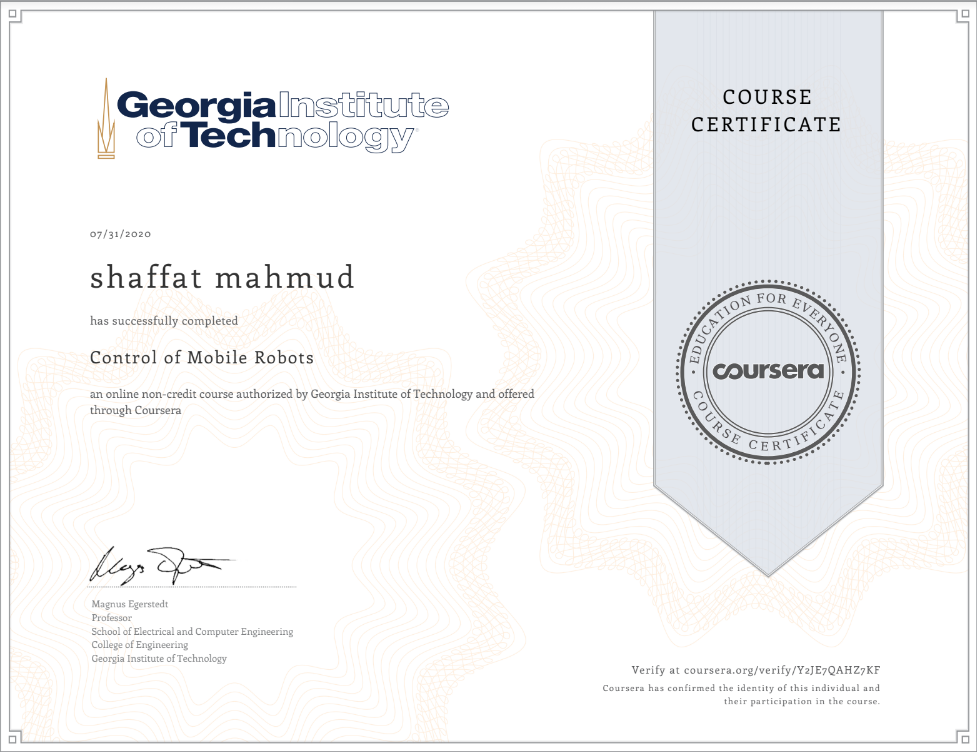 Georgia Institute
of Technology
COURSE
CERTIFICATE
07/31/2020
shaffat mahmud
has successfully completed
Control of Mobile Robots
an online non-credit course authorized by Georgia Institute of Technology and offered
through Coursera
EDUCATION FOR EVERYONE
coursera
COURSE CERTIFICATE
Magnus Egerstedt
Professor
School of Electrical and Computer Engineering
College of Engineering
Georgia Institute of Technology
Verify at coursera.org/verify/Y2JE7QAHZ7KF
Coursera has confirmed the identity of this individual and
their participation in the course.